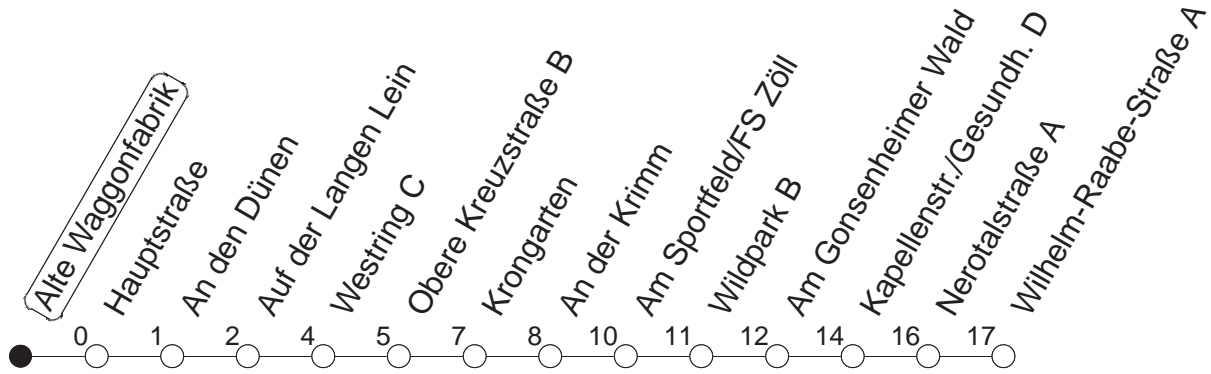 Alte Waggonfabrik
Hauptstraße
An den Dünen
Auf der Langen Lein
Westring C
Obere Kreuzstraße B
Krongarten
An der Krimm
Am Sportfeld/FS Zöll
Wildpark B
Am Gonsenheimer Wald
Kapellenstr./Gesundh. D
Nerotalstraße A
Wilhelm-Raabe-Straße A
0 1 2 4 5 7 8 10 11 12 14 16 17